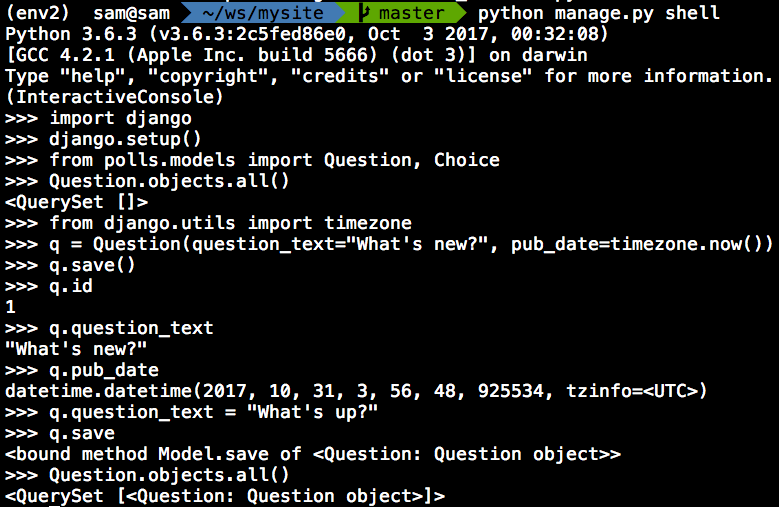 (env2) sam@sam ~/ws/mysite master python manage.py shell
Python 3.6.3 (v3.6.3:2c5fed86e0, Oct  3 2017, 00:32:08)
[GCC 4.2.1 (Apple Inc. build 5666) (dot 3)] on darwin
Type "help", "copyright", "credits" or "license" for more information.
(InteractiveConsole)
>>> import django
>>> django.setup()
>>> from polls.models import Question, Choice
>>> Question.objects.all()
<QuerySet []>
>>> from django.utils import timezone
>>> q = Question(question_text="What's new?", pub_date=timezone.now())
>>> q.save()
>>> q.id
1
>>> q.question_text
"What's new?"
>>> q.pub_date
datetime.datetime(2017, 10, 31, 3, 56, 48, 925534, tzinfo=<UTC>)
>>> q.question_text = "What's up?"
>>> q.save
<bound method Model.save of <Question: Question object>>
>>> Question.objects.all()
<QuerySet [<Question: Question object>]>